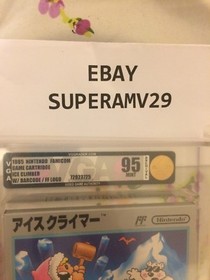 EBAY
SUPERAMV29
VGA
1985 NINTENDO FAMICOM
GAME CARTRIDGE
ICE CLIMBER
W/ BARCODE / FF LOGO
95
MINT
アイスクライマー
Nintendo